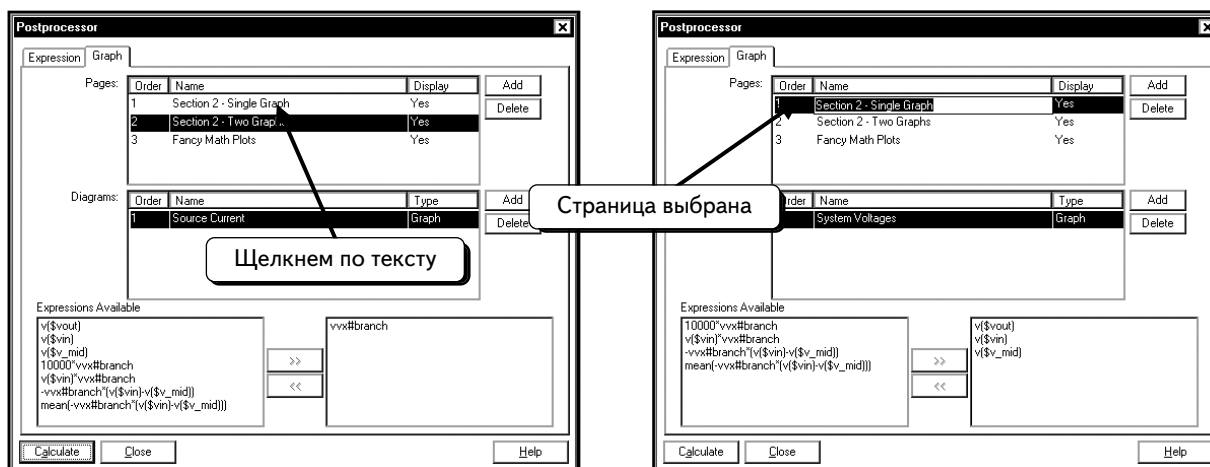 Postprocessor
Expression Graph
Pages:
Order Name Display
1 Section 2 - Single Graph Yes
2 Section 2 - Two Graphs Yes
3 Fancy Math Plots Yes
Add
Delete
Diagrams:
Order Name Type
1 Source Current Graph
Add
Delete
Щелкнем по тексту
Expressions Available
v($vout)
v($vin)
v($v_mid)
10000*vvx#branch
v($vin)*vvx#branch
-vvx#branch*(v($vin)-v($v_mid))
mean(-vvx#branch*(v($vin)-v($v_mid)))
>>
<<
vvx#branch
Calculate Close Help
Postprocessor
Expression Graph
Pages:
Order Name Display
1 Section 2 - Single Graph Yes
2 Section 2 - Two Graphs Yes
3 Fancy Math Plots Yes
Add
Delete
Страница выбрана
Order Name Type
System Voltages Graph
Add
Delete
Expressions Available
10000*vvx#branch
v($vin)*vvx#branch
-vvx#branch*(v($vin)-v($v_mid))
mean(-vvx#branch*(v($vin)-v($v_mid)))
>>
<<
v($vout)
v($vin)
v($v_mid)
Calculate Close Help